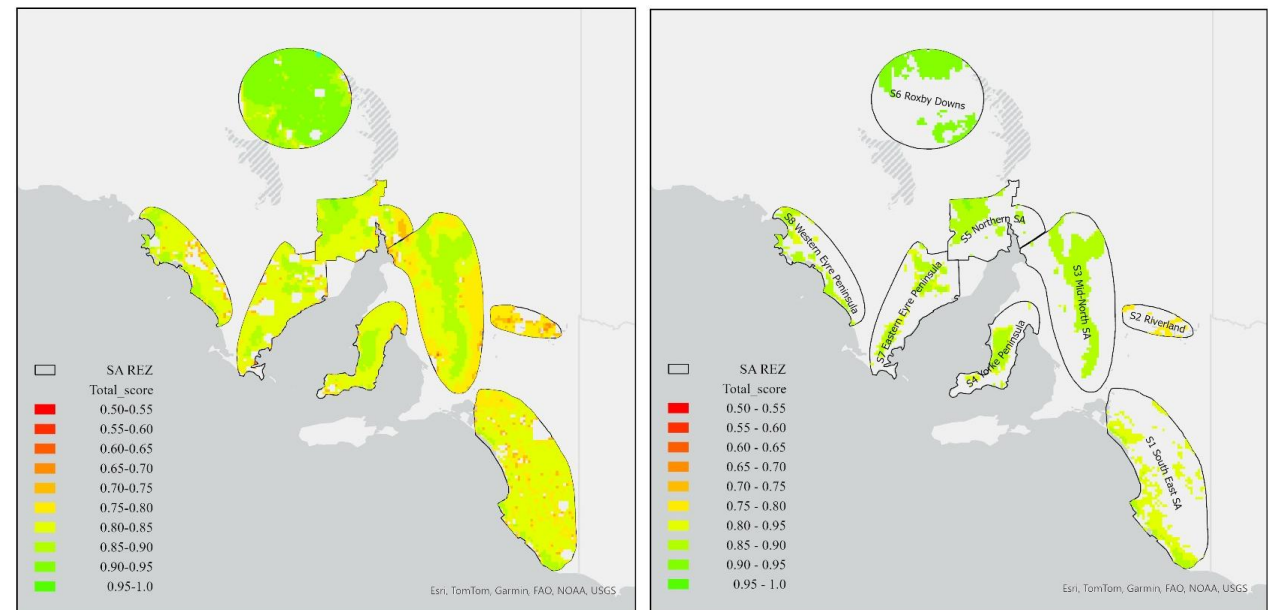 SA REZ
Total_score
0.50-0.55
0.55-0.60
0.60-0.65
0.65-0.70
0.70-0.75
0.75-0.80
0.80-0.85
0.85-0.90
0.90-0.95
0.95-1.0
Esri, TomTom, Garmin, FAO, NOAA, USGS
S6 Roxby Downs
S5 Northern SA
S8 Western Eyre Peninsula
S7 Eastern Eyre Peninsula
S3 Mid-North SA
S2 Riverland
S4 Yorke Peninsula
S1 South East SA
SA REZ
Total_score
0.50 - 0.55
0.55 - 0.60
0.60 - 0.65
0.65 - 0.70
0.70 - 0.75
0.75 - 0.80
0.80 - 0.95
0.85 - 0.90
0.90 - 0.95
0.95 - 1.0
Esri, TomTom, Garmin, FAO, NOAA, USGS